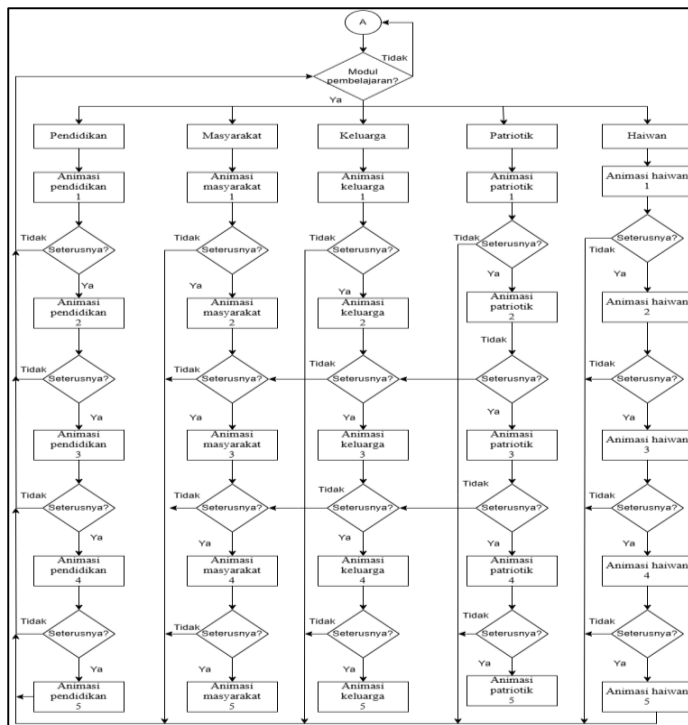 A
Tidak
Modul
pembelajaran?
Ya
Pendidikan
Masyarakat
Keluarga
Patriotik
Haiwan
Animasi
pendidikan
1
Animasi
masyarakat
1
Animasi
keluarga
1
Animasi
patriotik
1
Animasi haiwan
1
Tidak
Seterusnya?
Ya
Tidak
Seterusnya?
Ya
Tidak
Seterusnya?
Ya
Tidak
Seterusnya?
Ya
Tidak
Seterusnya?
Ya
Animasi
pendidikan
2
Animasi
masyarakat
2
Animasi
keluarga
2
Animasi
patriotik
2
Animasi haiwan
2
Tidak
Seterusnya?
Ya
Tidak
Seterusnya?
Ya
Tidak
Seterusnya?
Ya
Tidak
Seterusnya?
Ya
Tidak
Seterusnya?
Ya
Animasi
pendidikan
3
Animasi
masyarakat
3
Animasi
keluarga
3
Animasi
patriotik
3
Animasi haiwan
3
Tidak
Seterusnya?
Ya
Tidak
Seterusnya?
Ya
Tidak
Seterusnya?
Ya
Tidak
Seterusnya?
Ya
Tidak
Seterusnya?
Ya
Animasi
pendidikan
4
Animasi
masyarakat
4
Animasi
keluarga
4
Animasi
patriotik
4
Animasi haiwan
4
Tidak
Seterusnya?
Ya
Tidak
Seterusnya?
Ya
Tidak
Seterusnya?
Ya
Tidak
Seterusnya?
Ya
Tidak
Seterusnya?
Ya
Animasi
pendidikan
5
Animasi
masyarakat
5
Animasi
keluarga
5
Animasi
patriotik
5
Animasi haiwan
5